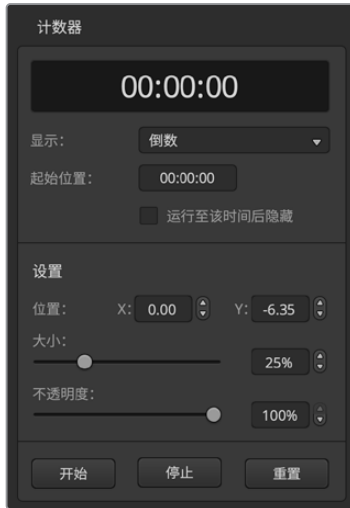 计数器
00:00:00
显示： 倒数
起始位置： 00:00:00
运行至该时间后隐藏
设置
位置： X: 0.00 Y: -6.35
大小：
25%
不透明度：
100%
开始 停止 重置